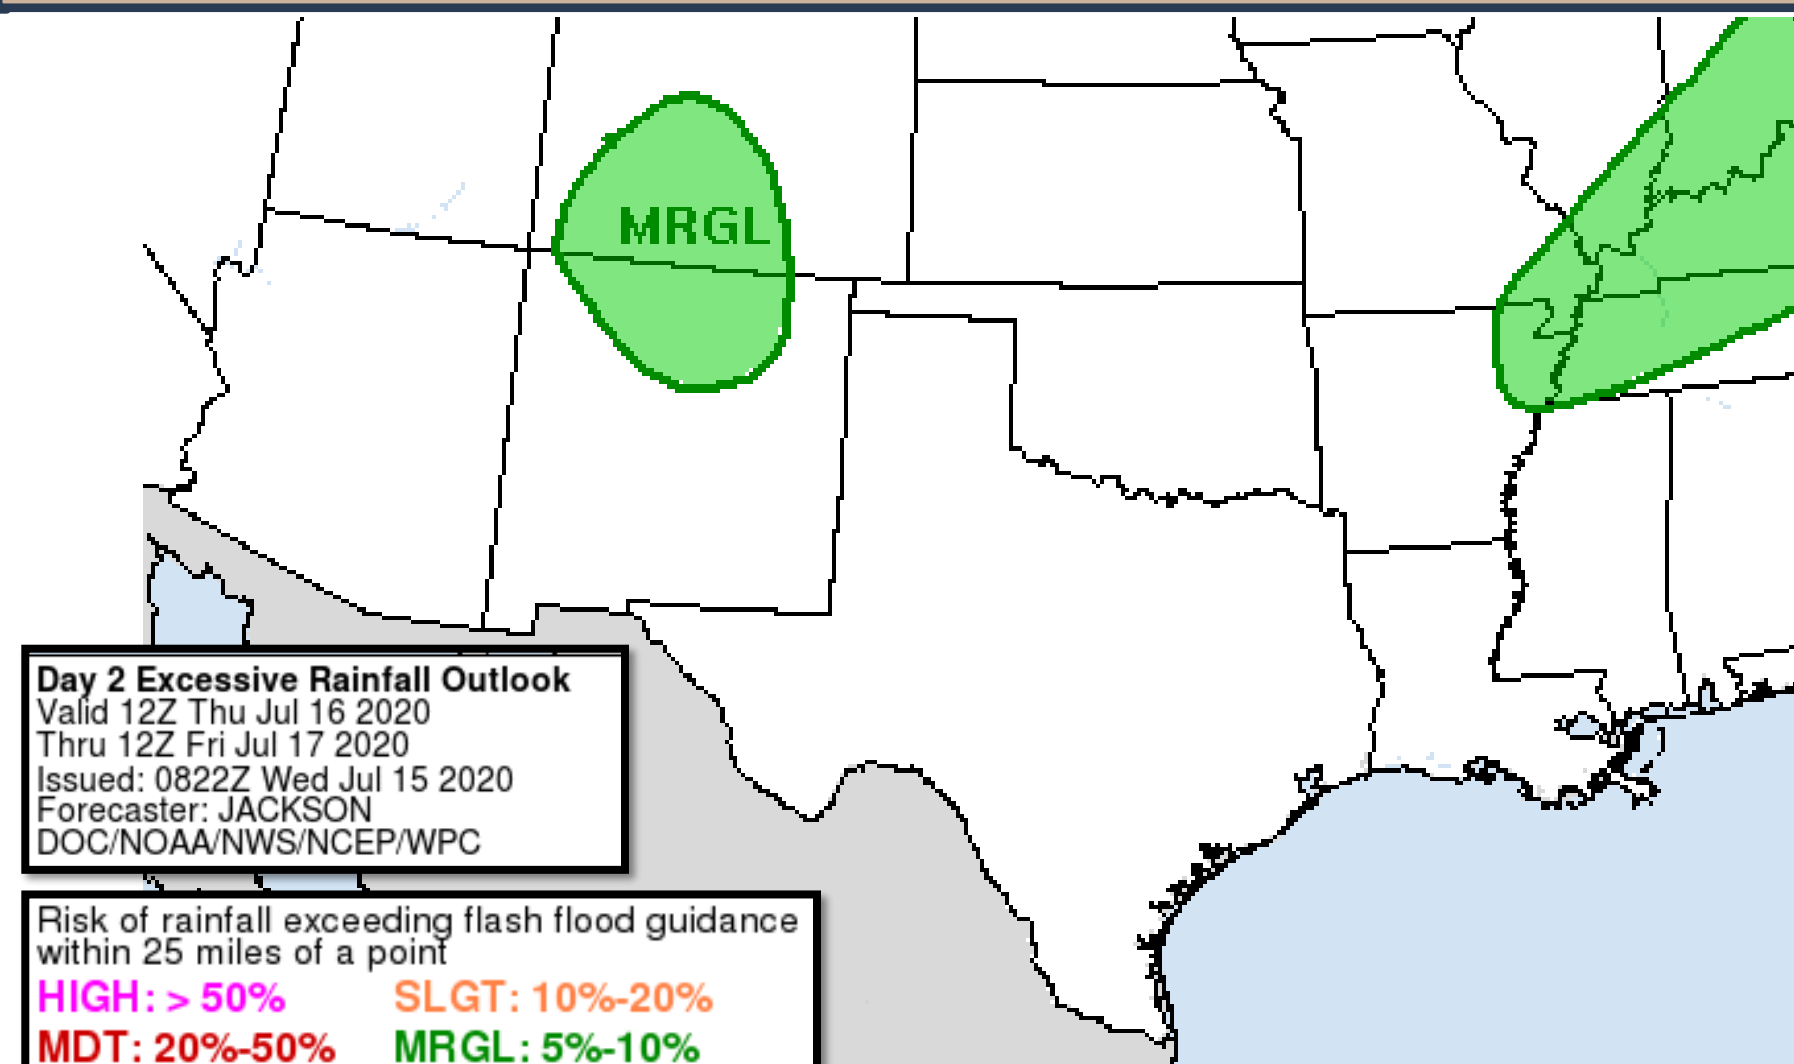 MRGL
Day 2 Excessive Rainfall Outlook
Valid 12Z Thu Jul 16 2020
Thru 12Z Fri Jul 17 2020
Issued: 0822Z Wed Jul 15 2020
Forecaster: JACKSON
DOC/NOAA/NWS/NCEP/WPC
Risk of rainfall exceeding flash flood guidance
within 25 miles of a point
HIGH: > 50% SLGT: 10%-20%
MDT: 20%-50% MRGL: 5%-10%